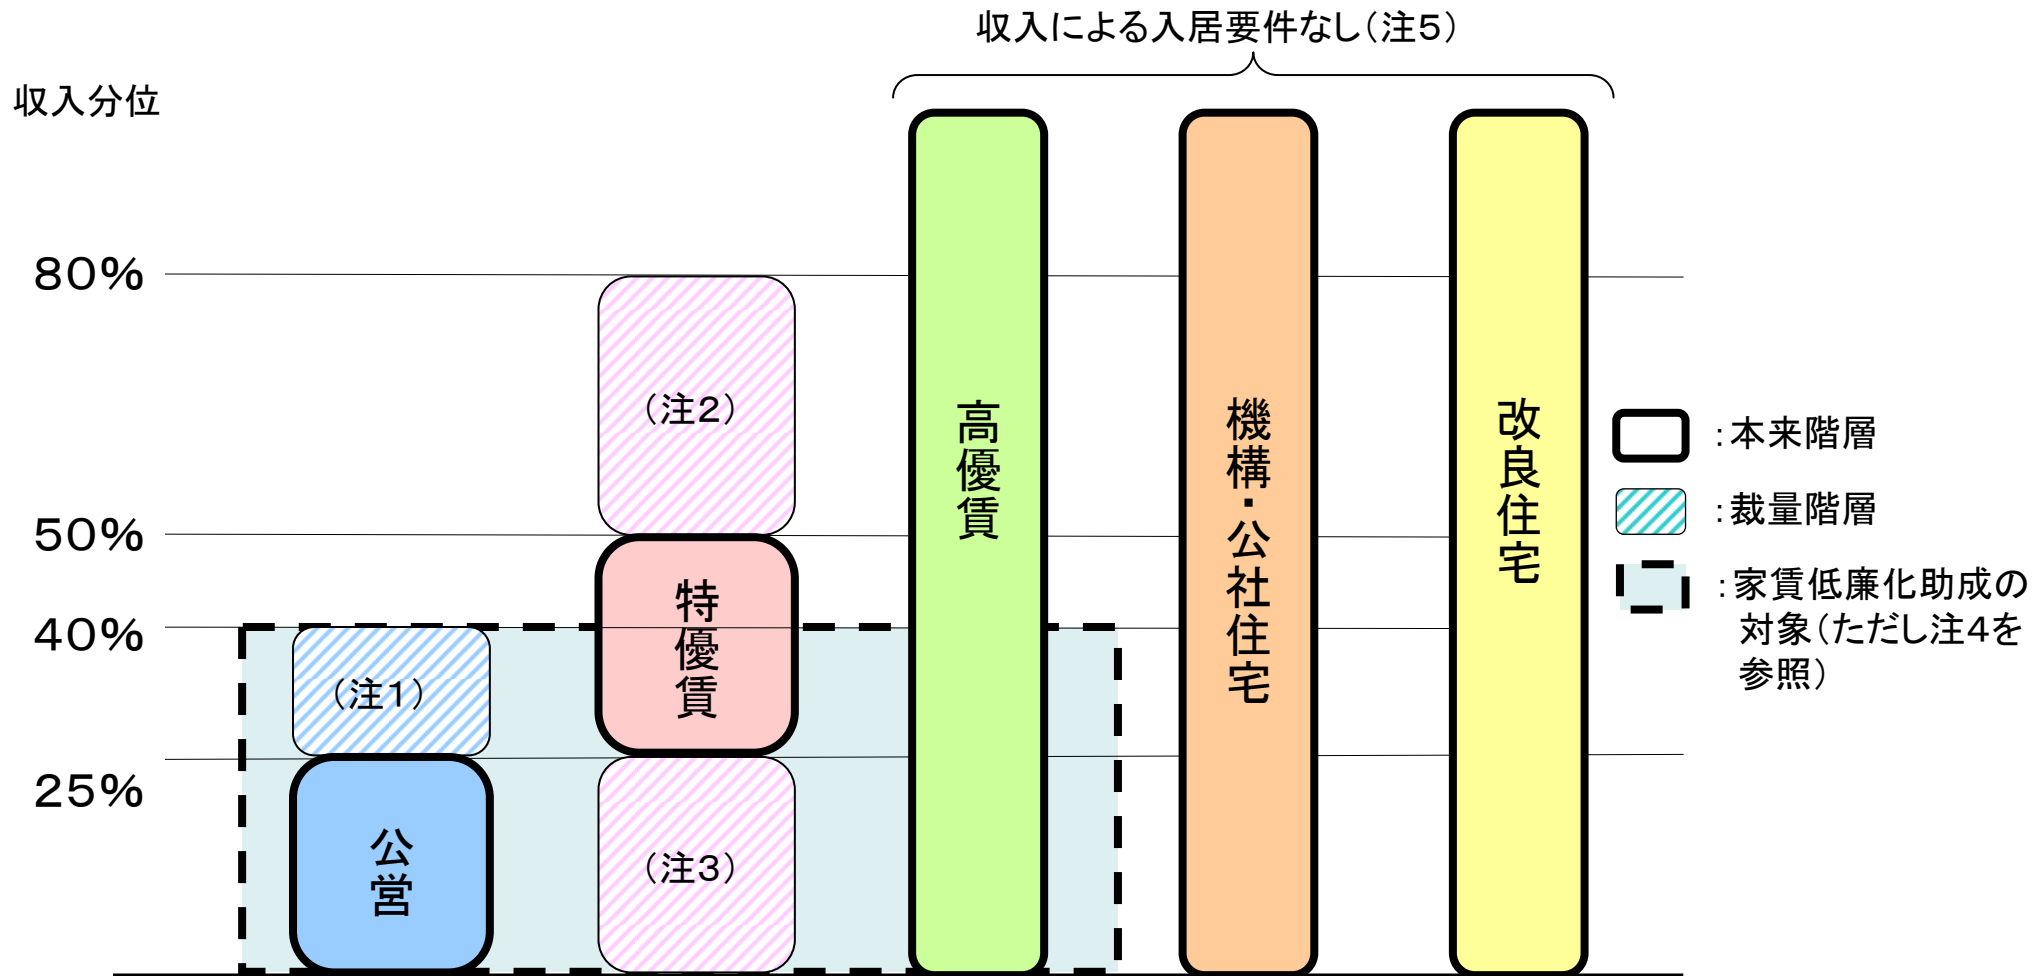 収入による入居要件なし（注５）
収入分位
80%
50%
40%
25%
（注１）
公営
（注２）
特優賃
（注３）
高優賃
機構・公社住宅
改良住宅
：本来階層
：裁量階層
：家賃低廉化助成の
対象（ただし注４を
参照）